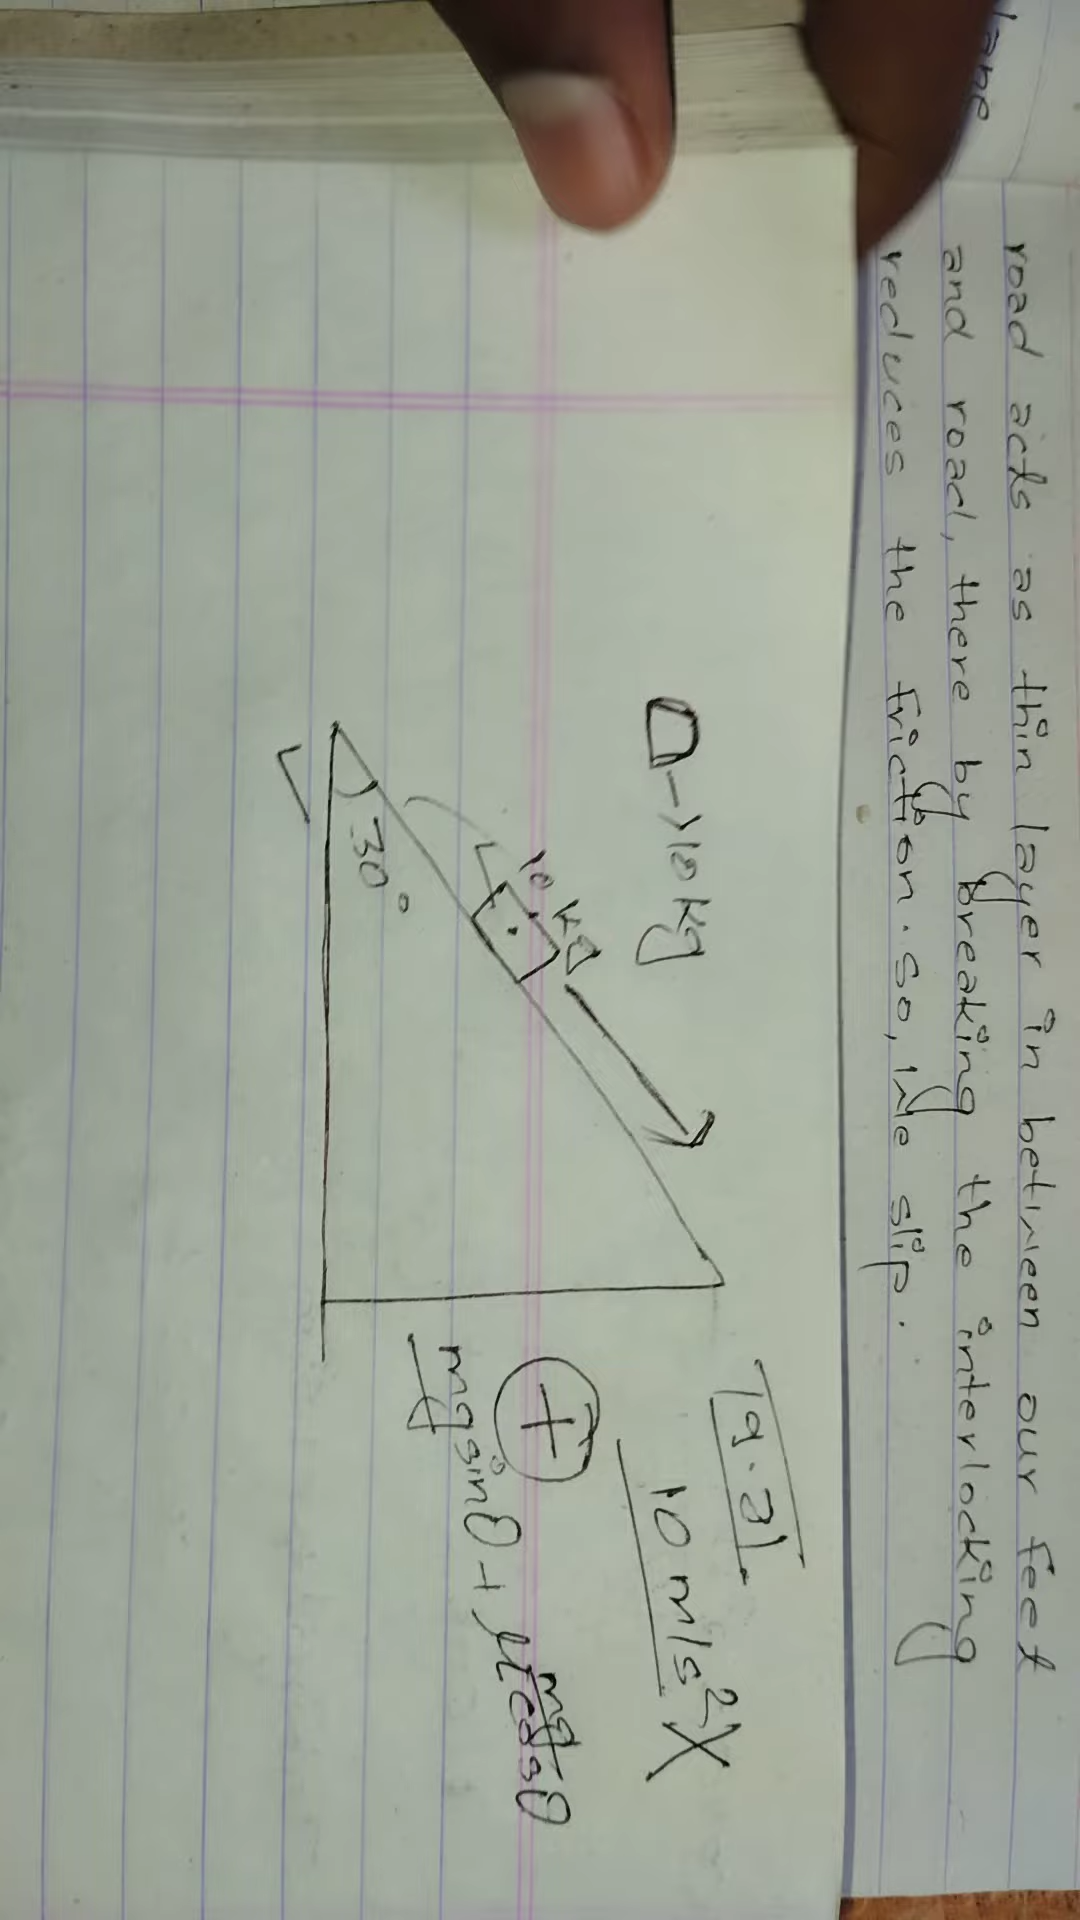 road acts as thin layer in between our feet
and road, there by breaking the interlocking
reduces the friction. so, we slip.
9.81
→10 kg
10 m/s² X
10 kg
+
30°
mg sinθ + μ mg cosθ